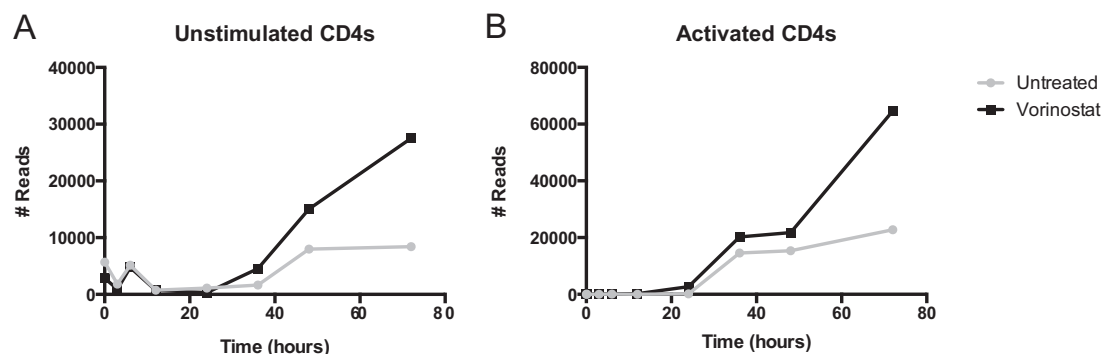 A
Unstimulated CD4s
40000
30000
20000
10000
0
# Reads
0 20 40 60 80
Time (hours)
B
Activated CD4s
80000
60000
40000
20000
0
# Reads
0 20 40 60 80
Time (hours)
Untreated
Vorinostat